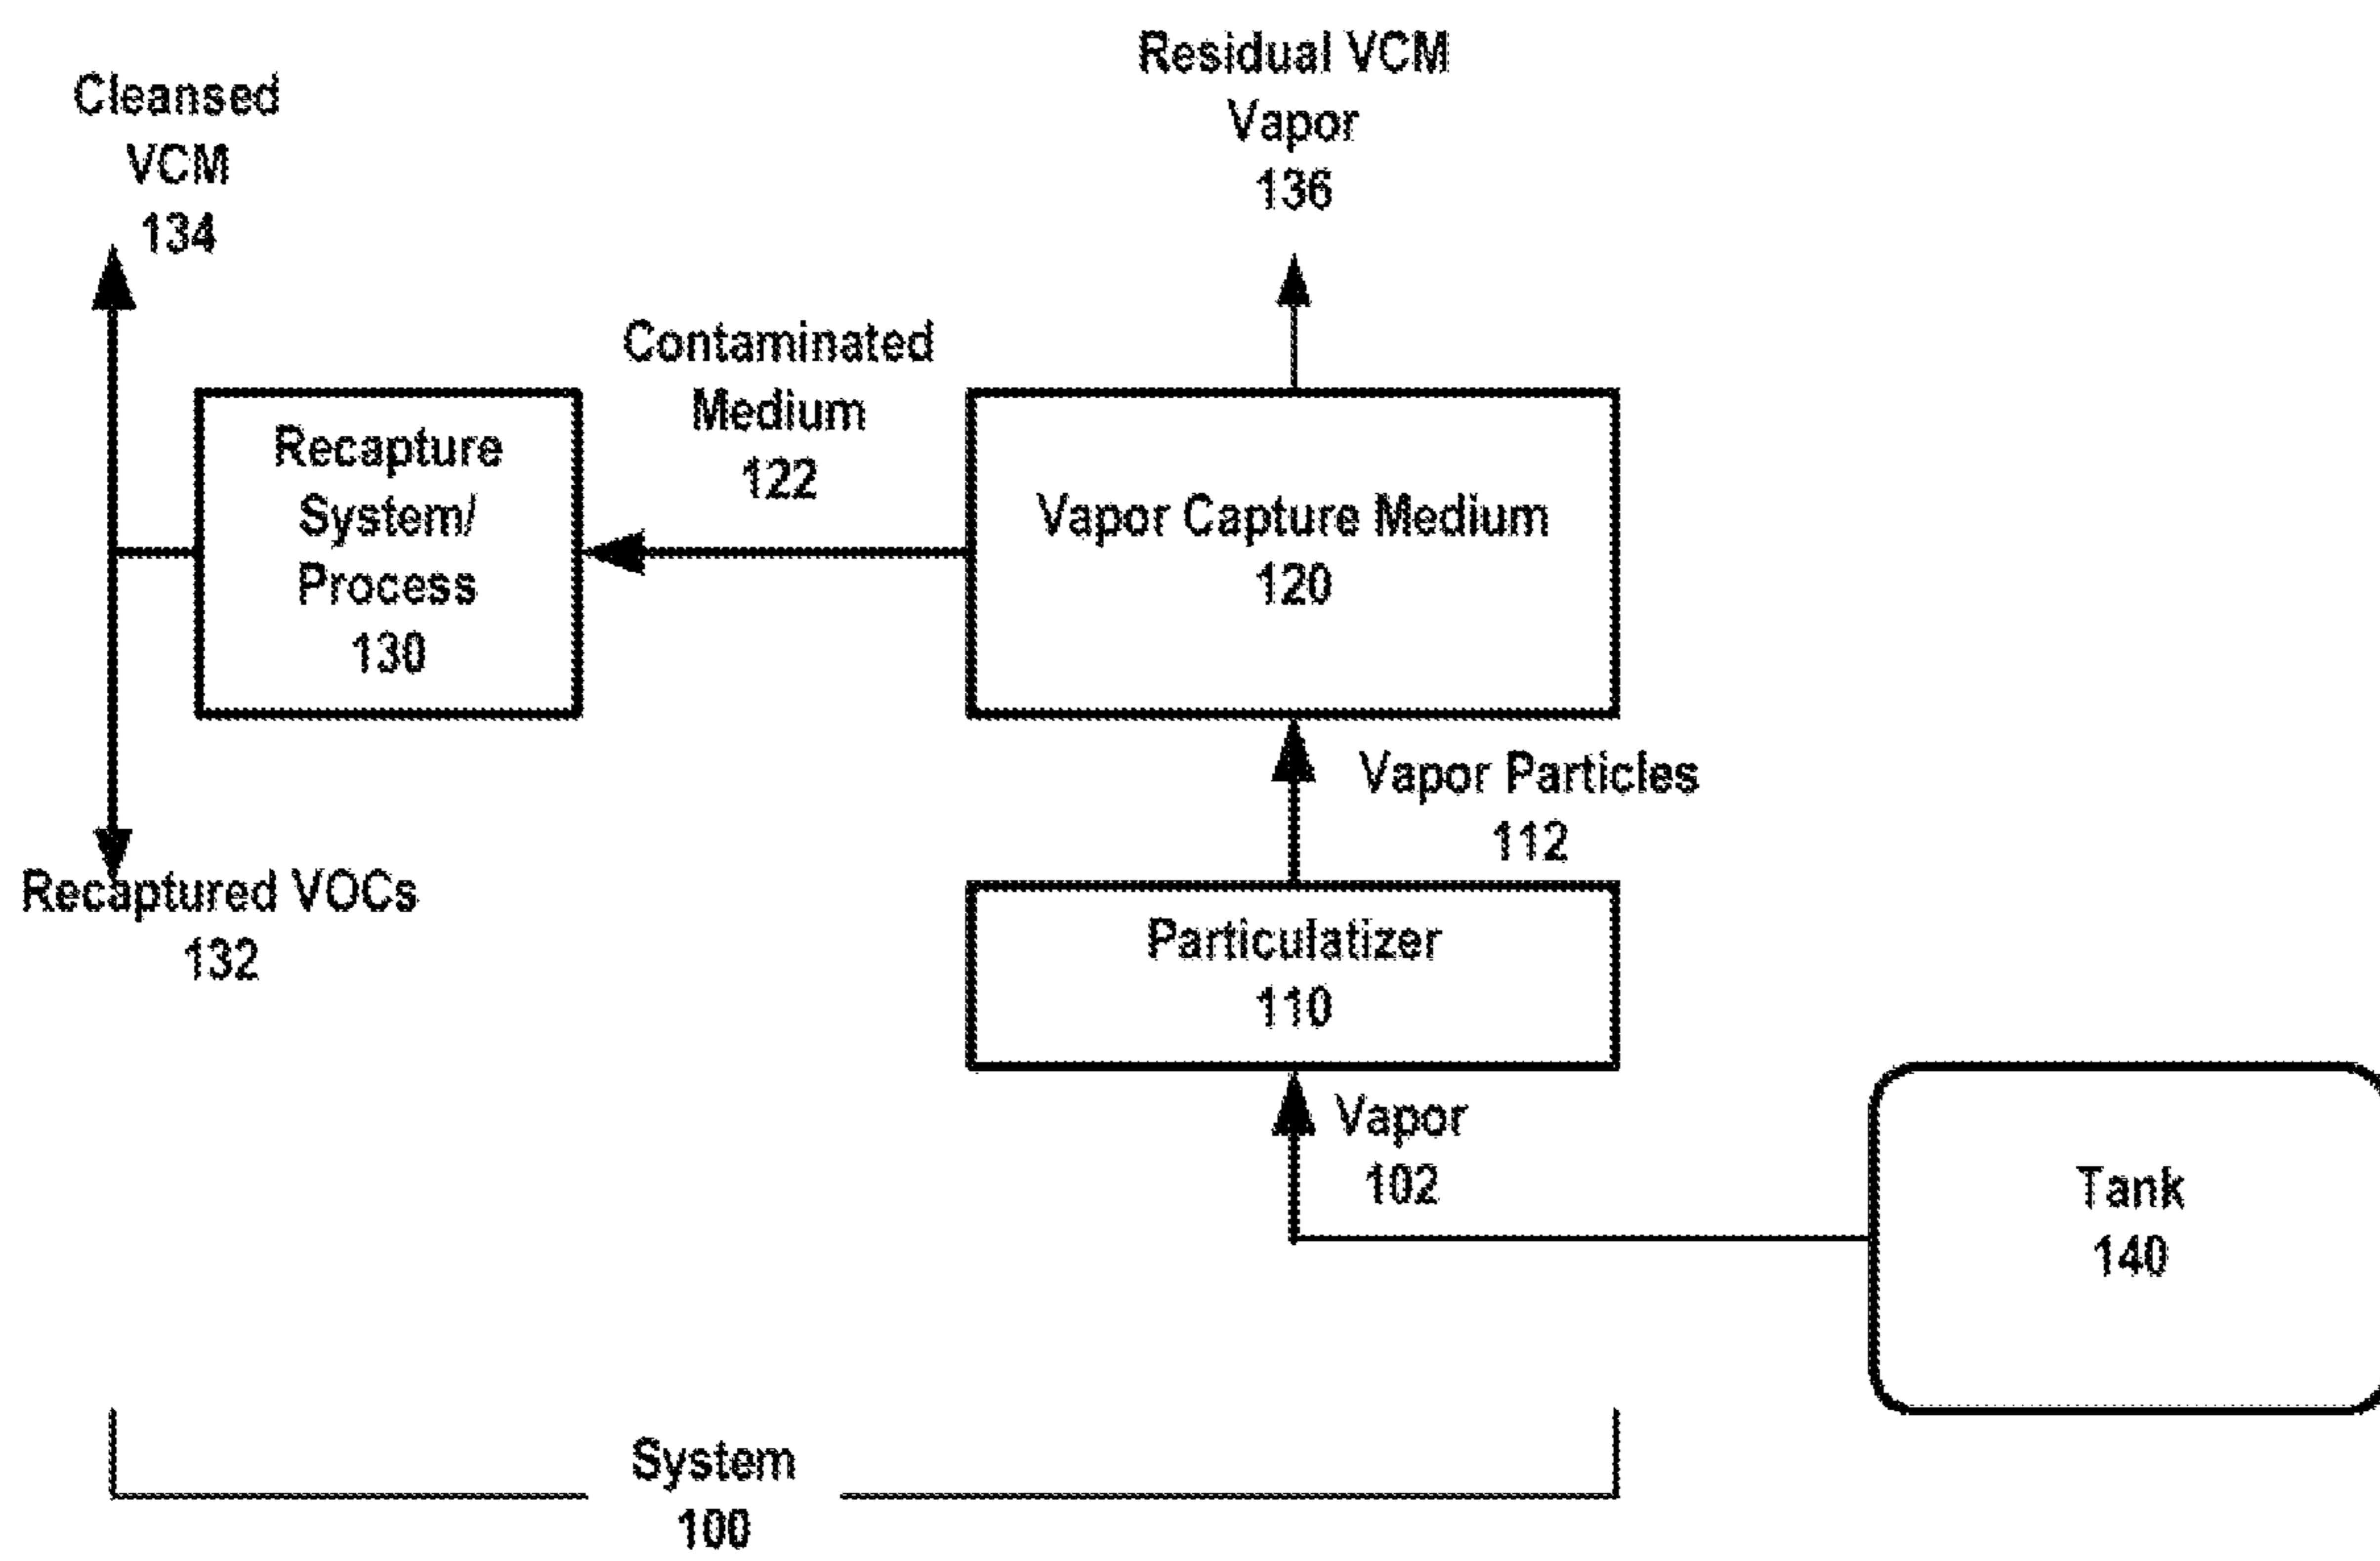 Residual VCM
Vapor
136
Cleansed
VCM
134
Contaminated
Medium
122
Recapture
System/
Process
130
Vapor Capture Medium
120
Vapor Particles
112
Recaptured VOCs
132
Particulatizer
110
Vapor
102
Tank
140
System
100